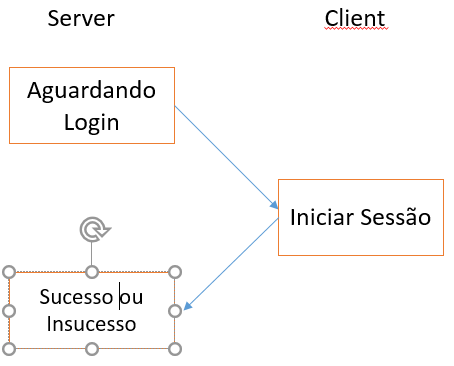 Server
Client
Aguardando
Login
Iniciar Sessão
Sucesso ou
Insucesso